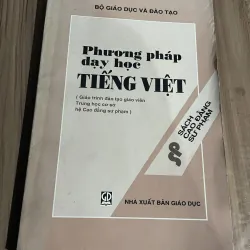 BỘ GIÁO DỤC VÀ ĐÀO TẠO
Phương pháp
dạy học
TIẾNG VIỆT
( Giáo trình đào tạo giáo viên
Trung học cơ sở
hệ Cao đẳng sư phạm )
SÁCH
CAO ĐẲNG
SƯ PHẠM
NHÀ XUẤT BẢN GIÁO DỤC